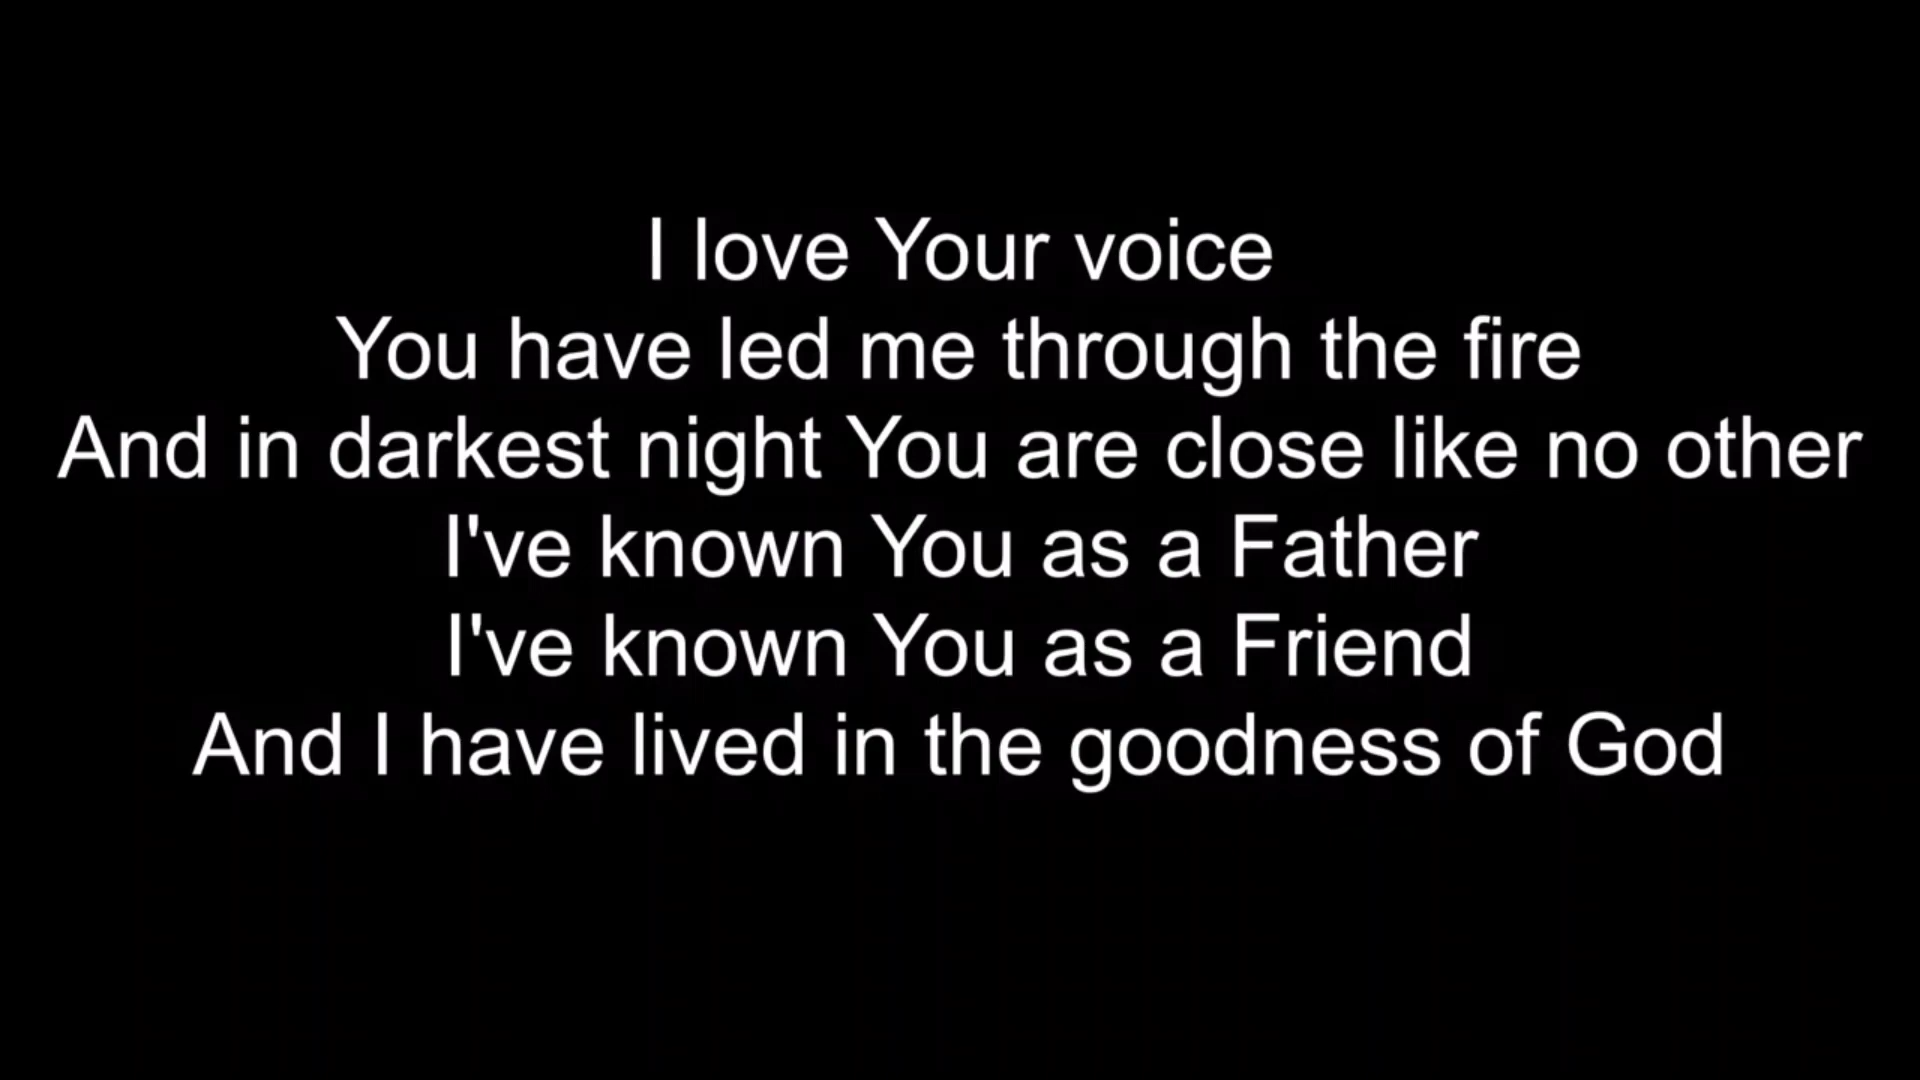 I love Your voice
You have led me through the fire
And in darkest night You are close like no other
I've known You as a Father
I've known You as a Friend
And I have lived in the goodness of God